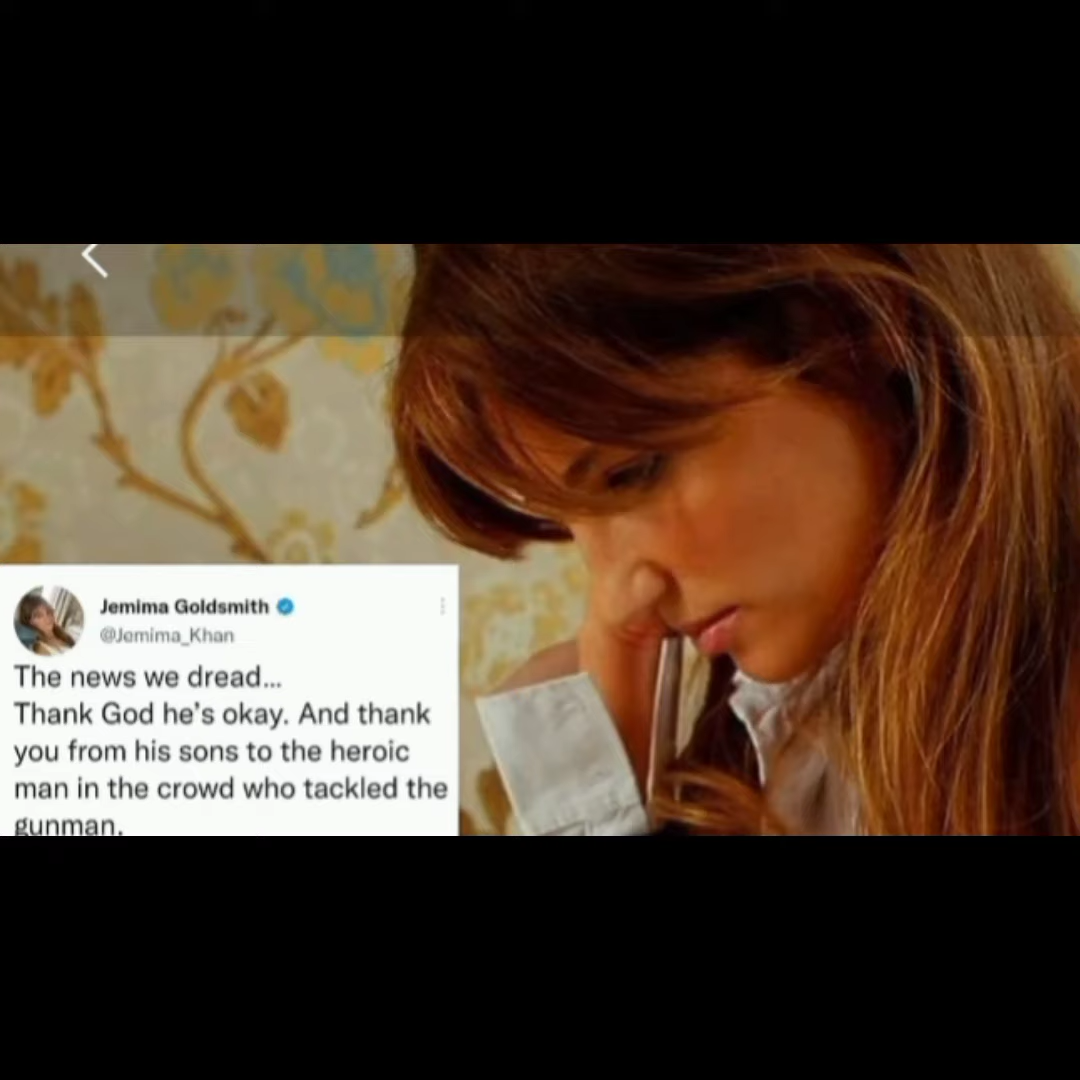 Jemima Goldsmith
@Jemima_Khan
The news we dread...
Thank God he's okay. And thank
you from his sons to the heroic
man in the crowd who tackled the
gunman.